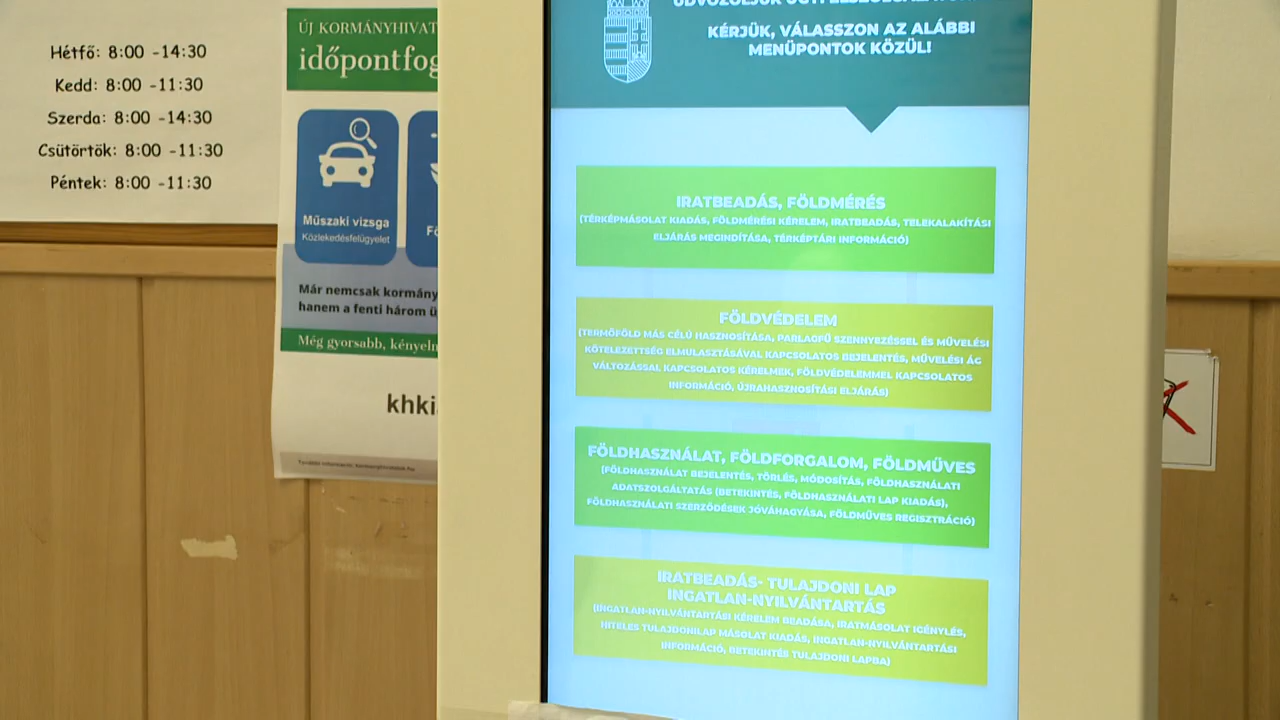 Hétfő: 8:00 -14:30
Kedd: 8:00 -11:30
Szerda: 8:00 -14:30
Csütörtök: 8:00 -11:30
Péntek: 8:00 -11:30
ÚJ KORMÁNYHIVAT
időpontfog
Műszaki vizsga
Közlekedésfelügyelet
Már nemcsak kormány
hanem a fenti három ü
Még gyorsabb, kényeln
khki
KÉRJÜK, VÁLASSZON AZ ALÁBBI
MENÜPONTOK KÖZÜL!
IRATBEADÁS, FÖLDMÉRÉS
(TÉRKÉPMÁSOLAT KIADÁS, FÖLDMÉRÉSI KÉRELEM, IRATBEADÁS, TELEKALAKÍTÁSI
ELJÁRÁS MEGINDÍTÁSA, TÉRKÉPTÁRI INFORMÁCIÓ)
FÖLDVÉDELEM
(TERMŐFÖLD MÁS CÉLÚ HASZNOSÍTÁSA, PARLAGFŰ SZENNYEZÉSSEL ÉS MŰVELÉSI
KÖTELEZETTSÉG ELMULASZTÁSÁVAL KAPCSOLATOS BEJELENTÉS, MŰVELÉSI ÁG
VÁLTOZÁSSAL KAPCSOLATOS KÉRELMEK, FÖLDVÉDELEMMEL KAPCSOLATOS
INFORMÁCIÓ, ÚJRAHASZNOSÍTÁSI ELJÁRÁS)
FÖLDHASZNÁLAT, FÖLDFORGALOM, FÖLDMŰVES
(FÖLDHASZNÁLAT BEJELENTÉS, TÖRLÉS, MÓDOSÍTÁS, FÖLDHASZNÁLATI
ADATSZOLGÁLTATÁS (BETEKINTÉS, FÖLDHASZNÁLATI LAP KIADÁS),
FÖLDHASZNÁLATI SZERZŐDÉSEK JÓVÁHAGYÁSA, FÖLDMŰVES REGISZTRÁCIÓ)
IRATBEADÁS- TULAJDONI LAP
INGATLAN-NYILVÁNTARTÁS
(INGATLAN-NYILVÁNTARTÁSI KÉRELEM BEADÁSA, IRATMÁSOLAT IGÉNYLÉS,
HITELES TULAJDONILAP MÁSOLAT KIADÁS, INGATLAN-NYILVÁNTARTÁSI
INFORMÁCIÓ, BETEKINTÉS TULAJDONI LAPBA)